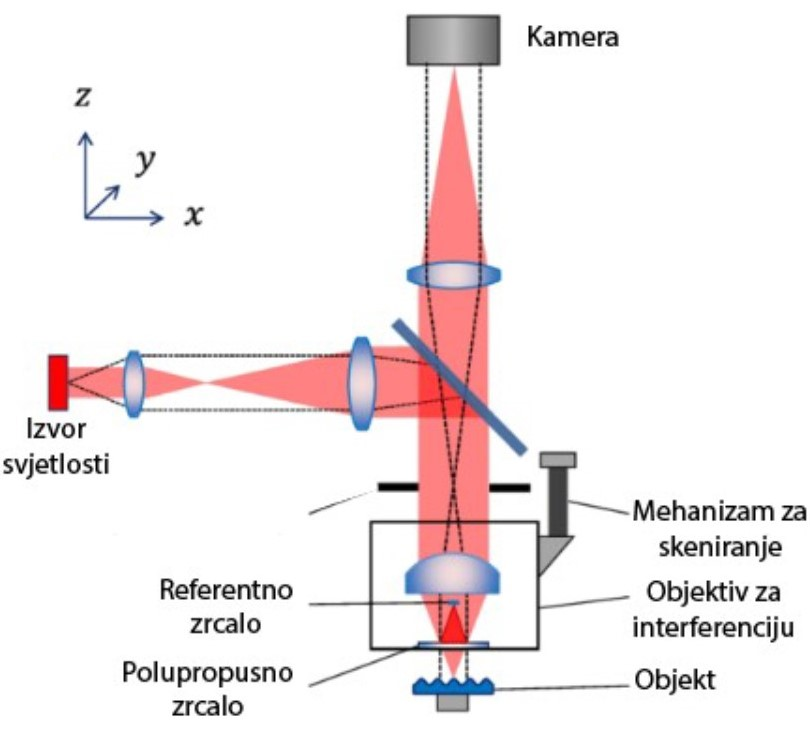 Kamera
z
y
x
Izvor
svjetlosti
Mehanizam za
skeniranje
Referentno
zrcalo
Objektiv za
interferenciju
Polupropusno
zrcalo
Objekt